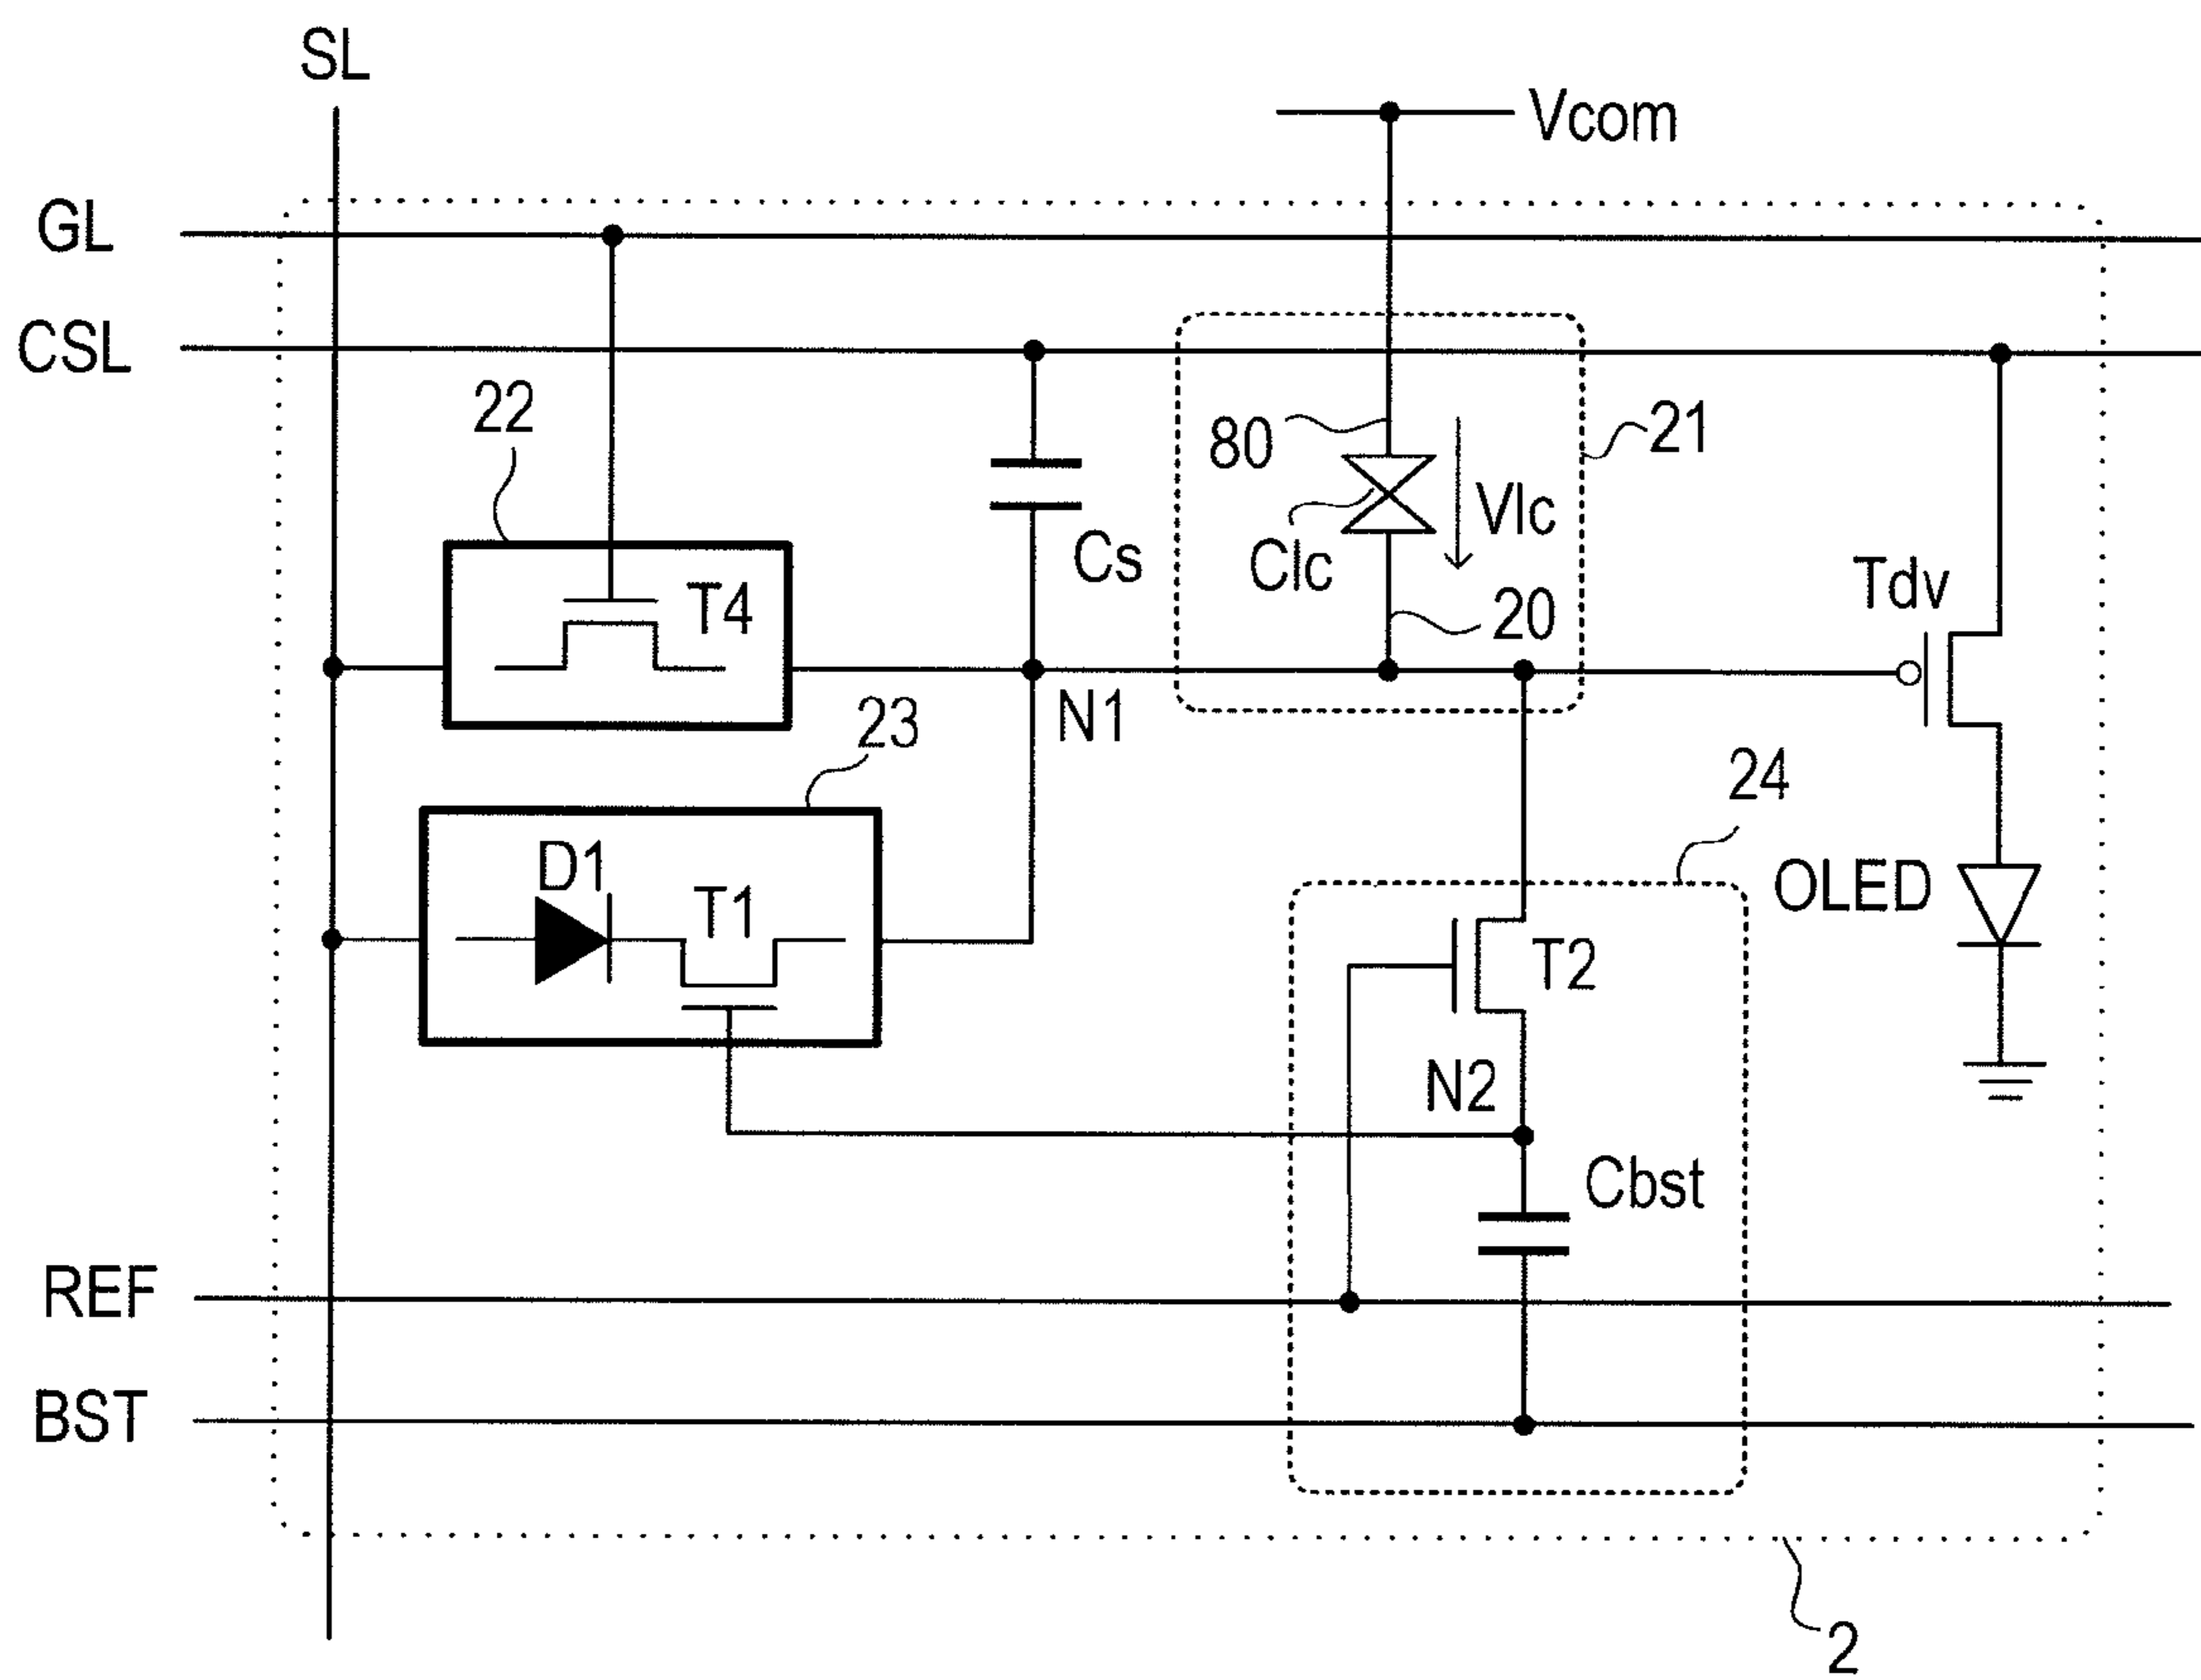 SL
Vcom
GL
CSL
22
80
21
Vlc
Clc
Cs
T4
20
Tdv
N1
23
24
D1
T1
OLED
T2
N2
Cbst
REF
BST
2